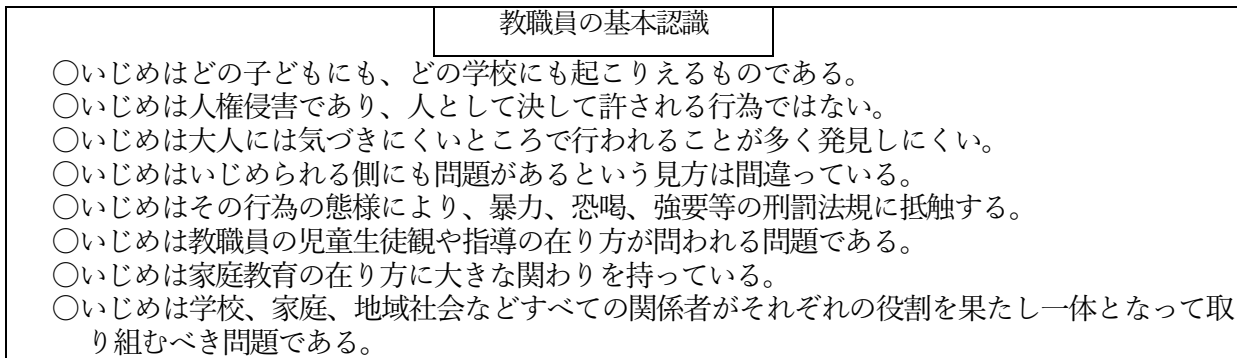 教職員の基本認識
○いじめはどの子どもにも、どの学校にも起こりえるものである。
○いじめは人権侵害であり、人として決して許される行為ではない。
○いじめは大人には気づきにくいところで行われることが多く発見しにくい。
○いじめはいじめられる側にも問題があるという見方は間違っている。
○いじめはその行為の態様により、暴力、恐喝、強要等の刑罰法規に抵触する。
○いじめは教職員の児童生徒観や指導の在り方が問われる問題である。
○いじめは家庭教育の在り方に大きな関わりを持っている。
○いじめは学校、家庭、地域社会などすべての関係者がそれぞれの役割を果たし一体となって取
り組むべき問題である。